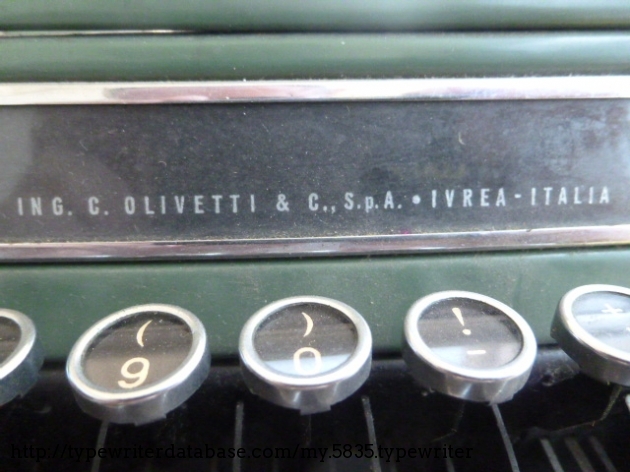 ING. C. OLIVETTI & C., S.p.A. • IVREA - ITALIA
( ) !
9 0 -
http://typewriterdatabase.com/my.5835.typewriter